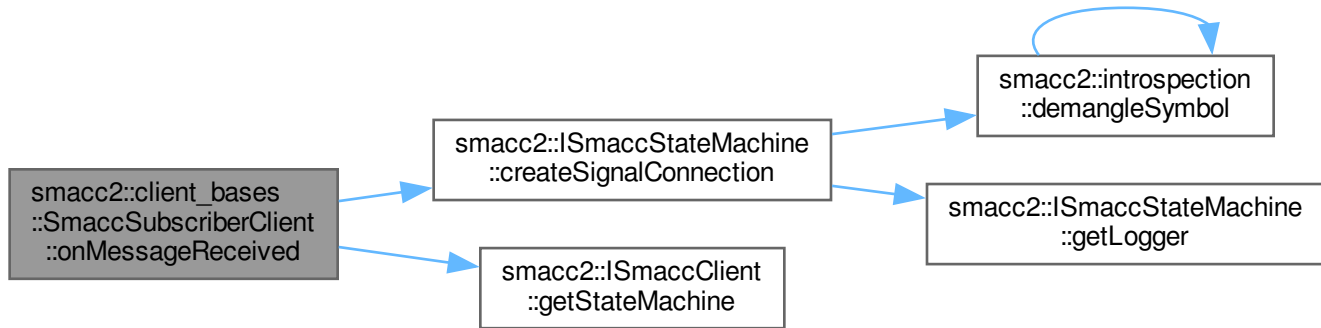 smacc2::client_bases
::SmaccSubscriberClient
::onMessageReceived
smacc2::ISmaccStateMachine
::createSignalConnection
smacc2::introspection
::demangleSymbol
smacc2::ISmaccStateMachine
::getLogger
smacc2::ISmaccClient
::getStateMachine